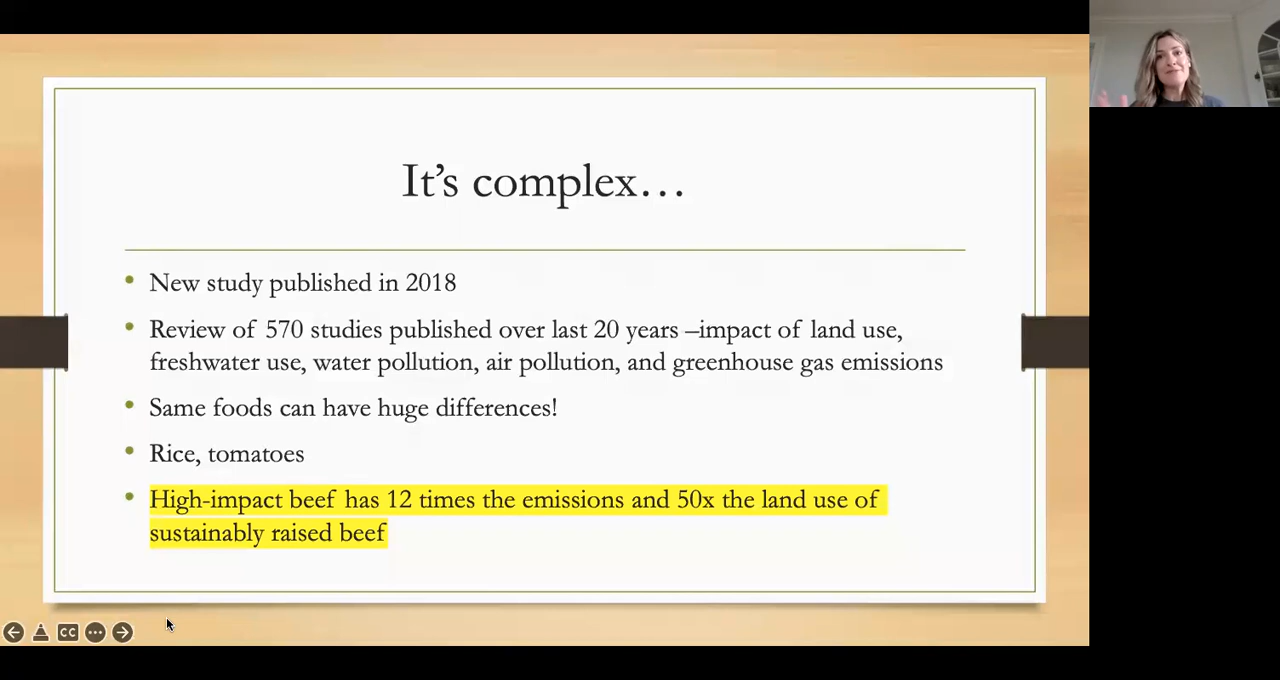 It’s complex…
• New study published in 2018
• Review of 570 studies published over last 20 years –impact of land use,
freshwater use, water pollution, air pollution, and greenhouse gas emissions
• Same foods can have huge differences!
• Rice, tomatoes
• High-impact beef has 12 times the emissions and 50x the land use of
sustainably raised beef
CC